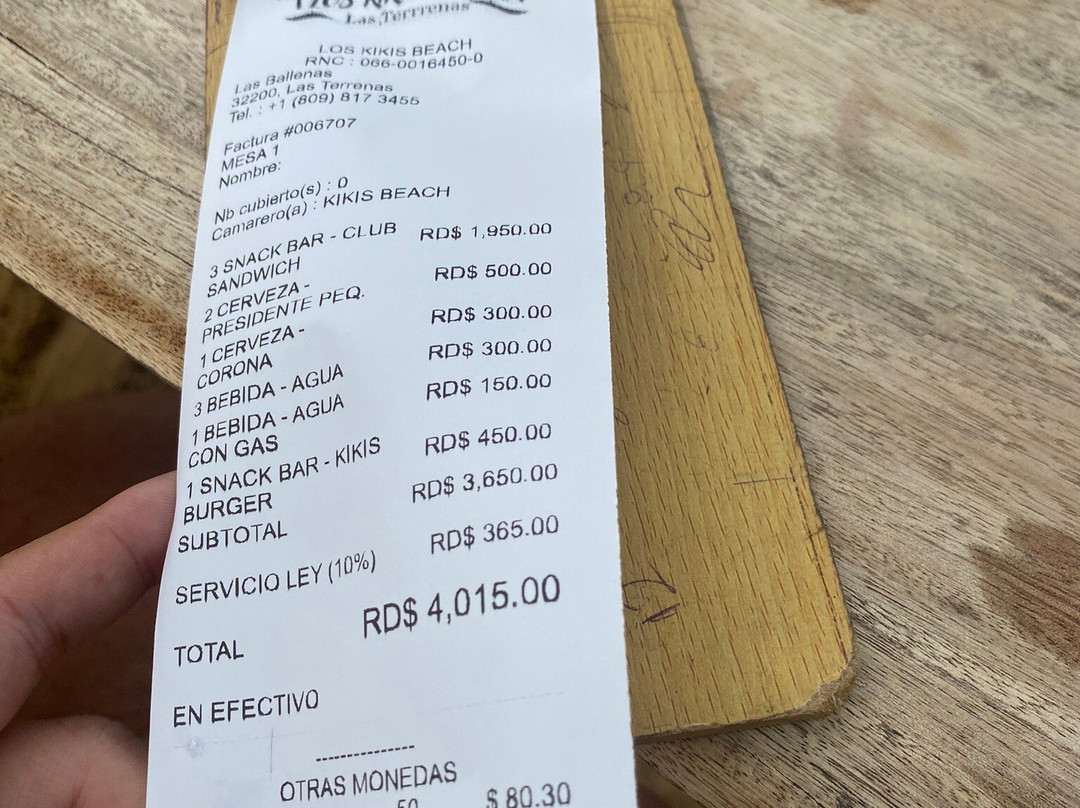 Las Terrrenas
LOS KIKIS BEACH
RNC : 066-0016450-0
Las Ballenas
32200, Las Terrenas
Tel. : +1 (809) 817 3455
Factura #006707
MESA 1
Nombre:
Nb cubierto(s) : 0
Camarero(a) : KIKIS BEACH
3 SNACK BAR - CLUB SANDWICH RD$ 1,950.00
2 CERVEZA - PRESIDENTE PEQ. RD$ 500.00
1 CERVEZA - CORONA RD$ 300.00
3 BEBIDA - AGUA RD$ 300.00
1 BEBIDA - AGUA CON GAS RD$ 150.00
1 SNACK BAR - KIKIS BURGER RD$ 450.00
SUBTOTAL RD$ 3,650.00
SERVICIO LEY (10%) RD$ 365.00
TOTAL RD$ 4,015.00
EN EFECTIVO
---------------
OTRAS MONEDAS
50 $ 80.30